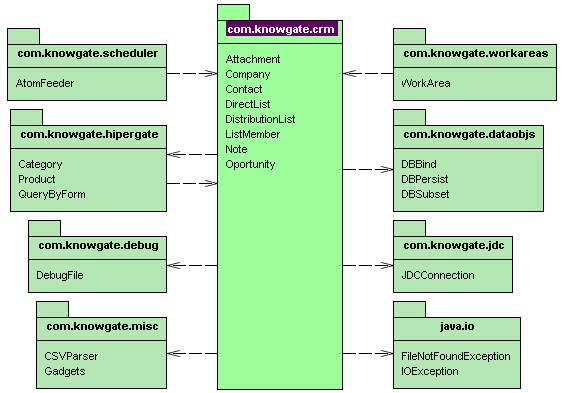 com.knowgate.scheduler
AtomFeeder
com.knowgate.hipergate
Category
Product
QueryByForm
com.knowgate.debug
DebugFile
com.knowgate.misc
CSVParser
Gadgets
com.knowgate.crm
Attachment
Company
Contact
DirectList
DistributionList
ListMember
Note
Oportunity
com.knowgate.workareas
WorkArea
com.knowgate.dataobjs
DBBind
DBPersist
DBSubset
com.knowgate.jdc
JDCConnection
java.io
FileNotFoundException
IOException